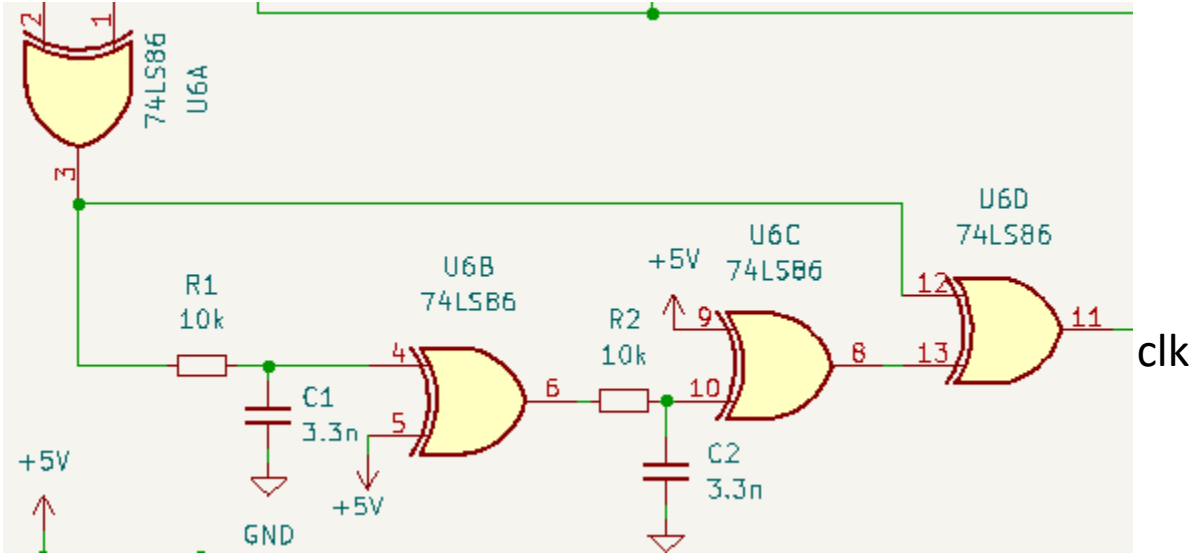 2
1
74LS86
U6A
3
U6D
74LS86
U6C
74LS86
+5V
U6B
74LS86
R1
10k
R2
10k
9
12
11
clk
4
8
13
6
10
C1
3.3n
5
+5V
C2
3.3n
+5V
GND